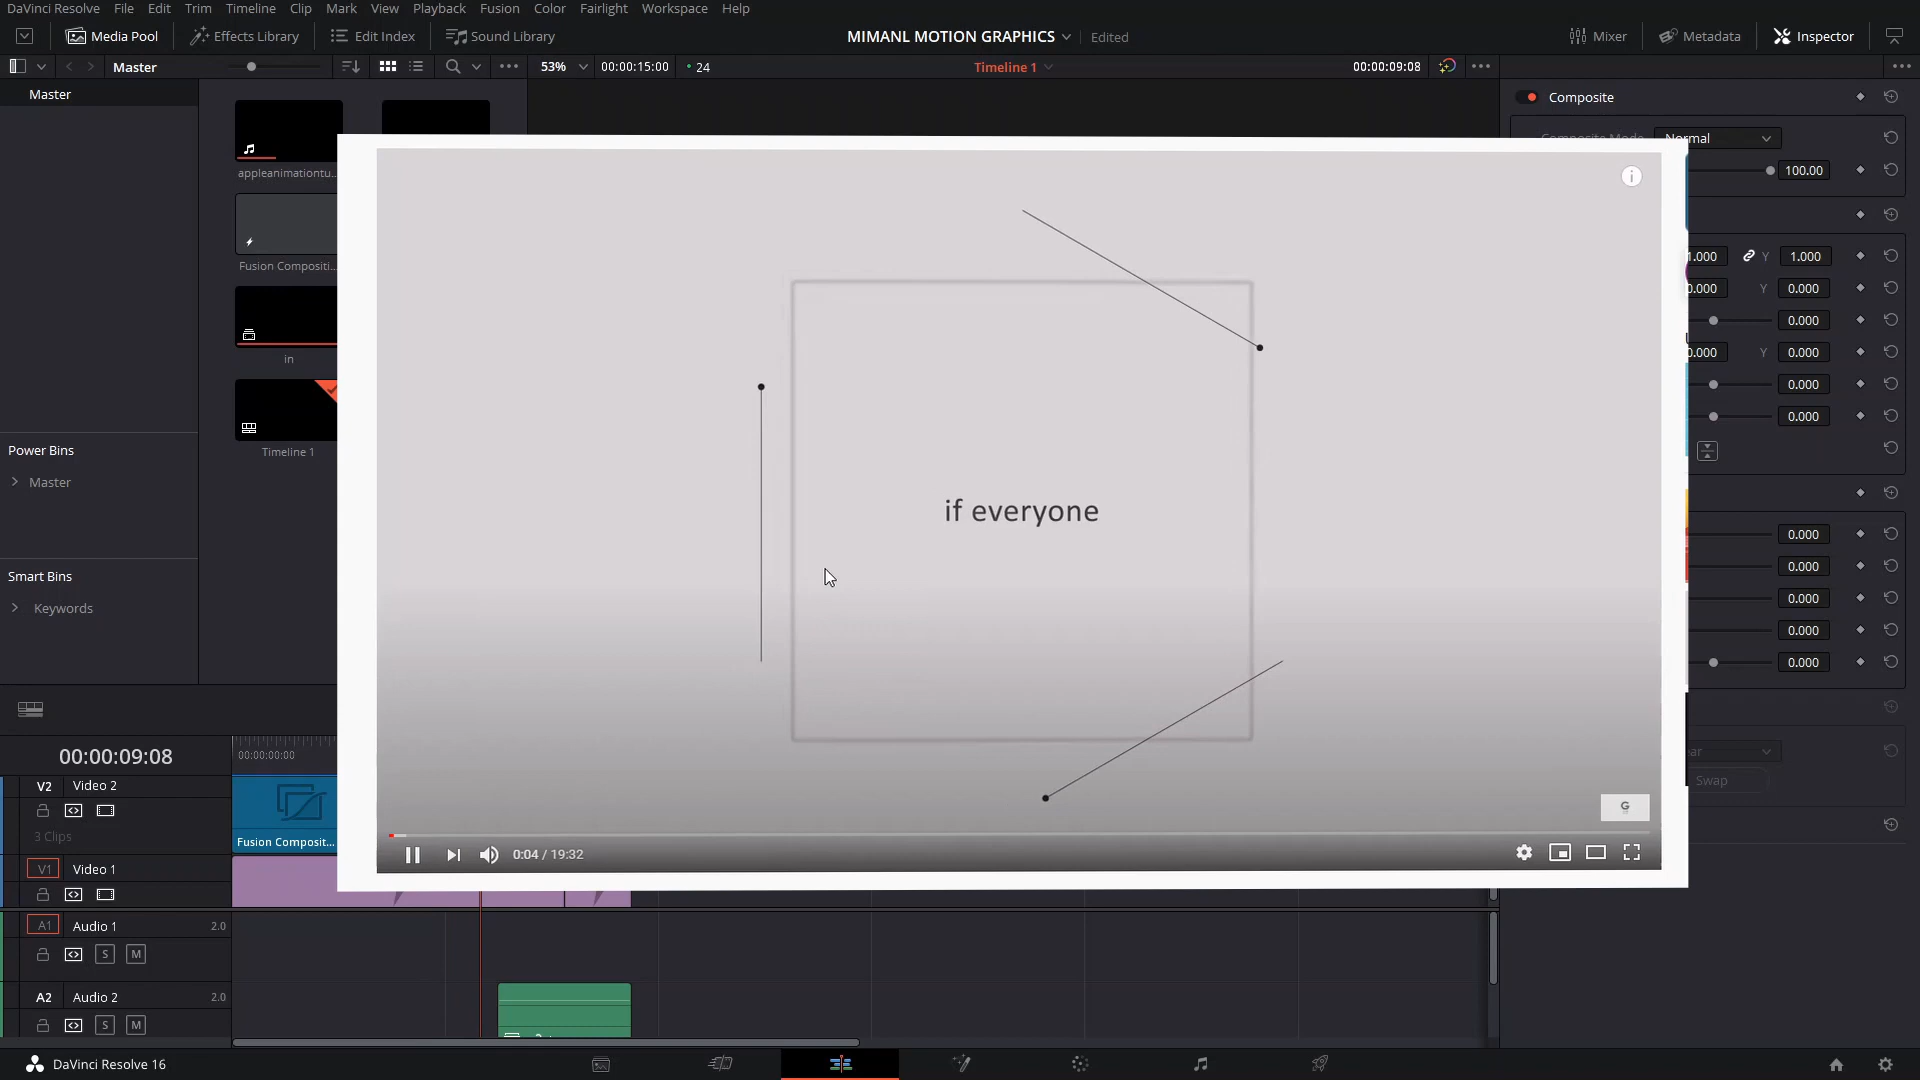 DaVinci Resolve File Edit Trim Timeline Clip Mark View Playback Fusion Color Fairlight Workspace Help
Media Pool Effects Library Edit Index Sound Library MIMANL MOTION GRAPHICS Edited Mixer Metadata Inspector
Master 53% 00:00:15:00 24 Timeline 1 00:00:09:08
Master
Composite
Composite Mode Normal
100.00
appleanimationtu...
Fusion Compositi...
in
Timeline 1
1.000 Y 1.000
0.000 Y 0.000
0.000
0.000 Y 0.000
0.000
0.000
Power Bins
Master
Smart Bins
Keywords
if everyone
0.000
0.000
0.000
0.000
0.000
Swap
G
0:04 / 19:32
00:00:09:08
00:00:00:00
V2 Video 2
3 Clips
Fusion Composit...
V1 Video 1
A1 Audio 1 2.0
S M
A2 Audio 2 2.0
S M
DaVinci Resolve 16